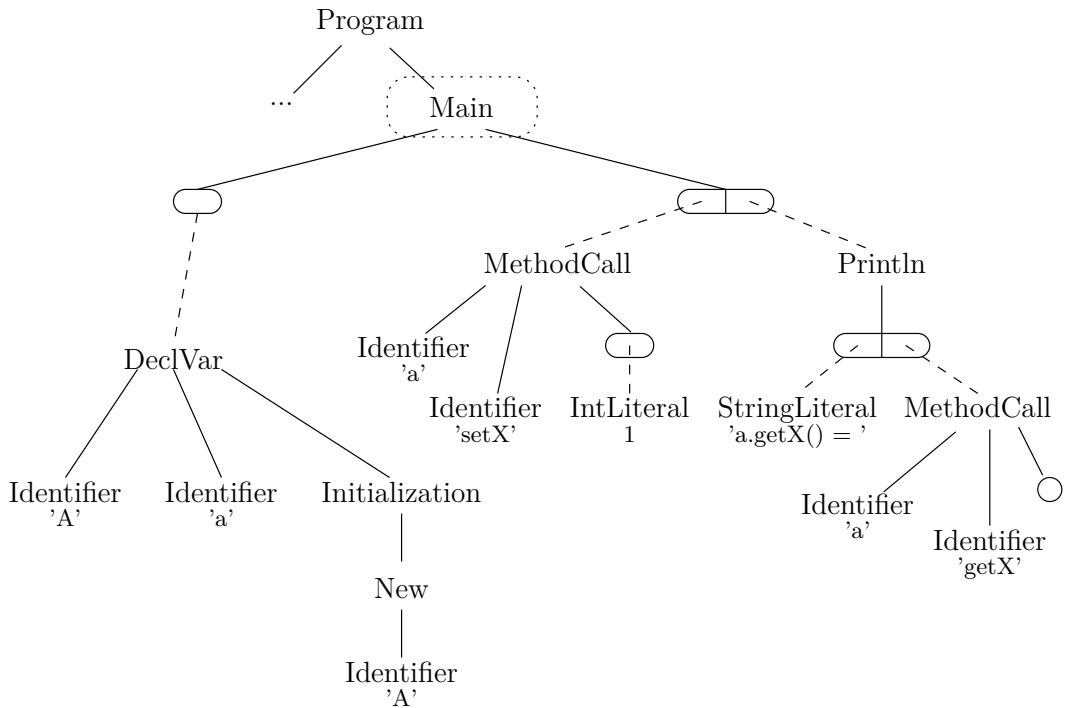 Program
...
Main
MethodCall
Println
Identifier
'a'
DeclVar
Identifier
'setX'
IntLiteral
1
StringLiteral
'a.getX() = '
MethodCall
Identifier
'A'
Identifier
'a'
Initialization
Identifier
'a'
Identifier
'getX'
New
Identifier
'A'